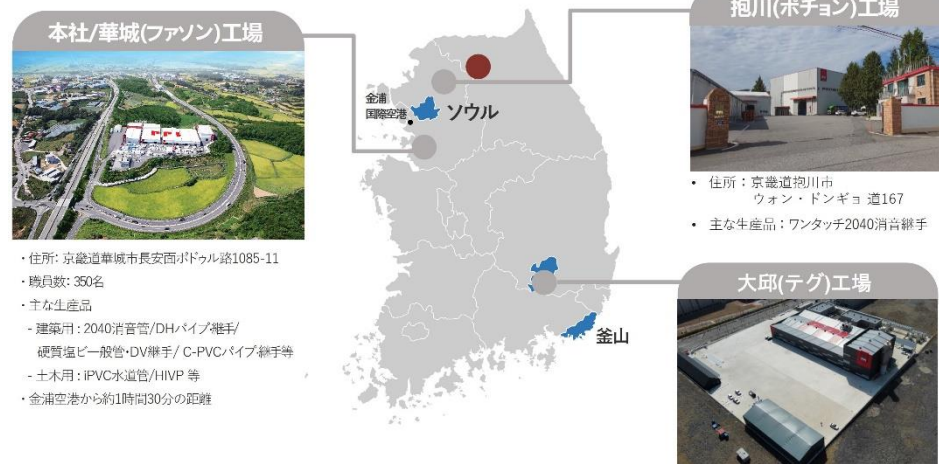 本社/華城(ファソン)工場
・住所: 京畿道華城市長安面ポドゥル路1085-11
・職員数: 350名
・主な生産品
- 建築用 : 2040消音管/DHパイプ·継手/
硬質塩ビ一般管·DV継手/ C-PVCパイプ·継手等
- 土木用 : iPVC水道管/HIVP 等
・金浦空港から約1時間30分の距離
金浦
国際空港
ソウル
釜山
抱川(ポチョン)工場
• 住所：京畿道抱川市
ウォン・ドンギョ 道167
• 主な生産品：ワンタッチ2040消音継手
大邱(テグ)工場